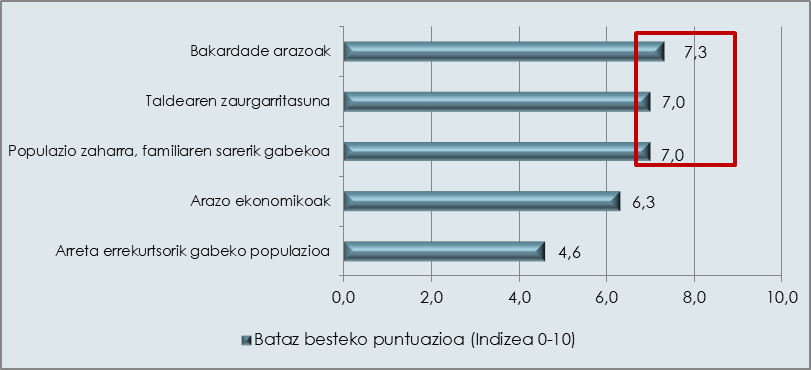 Bakardade arazoak 7,3
Taldearen zaurgarritasuna 7,0
Populazio zaharra, familiaren sarerik gabekoa 7,0
Arazo ekonomikoak 6,3
Arreta errekurtsorik gabeko populazioa 4,6
0,0 2,0 4,0 6,0 8,0 10,0
Bataz besteko puntuazioa (Indizea 0-10)